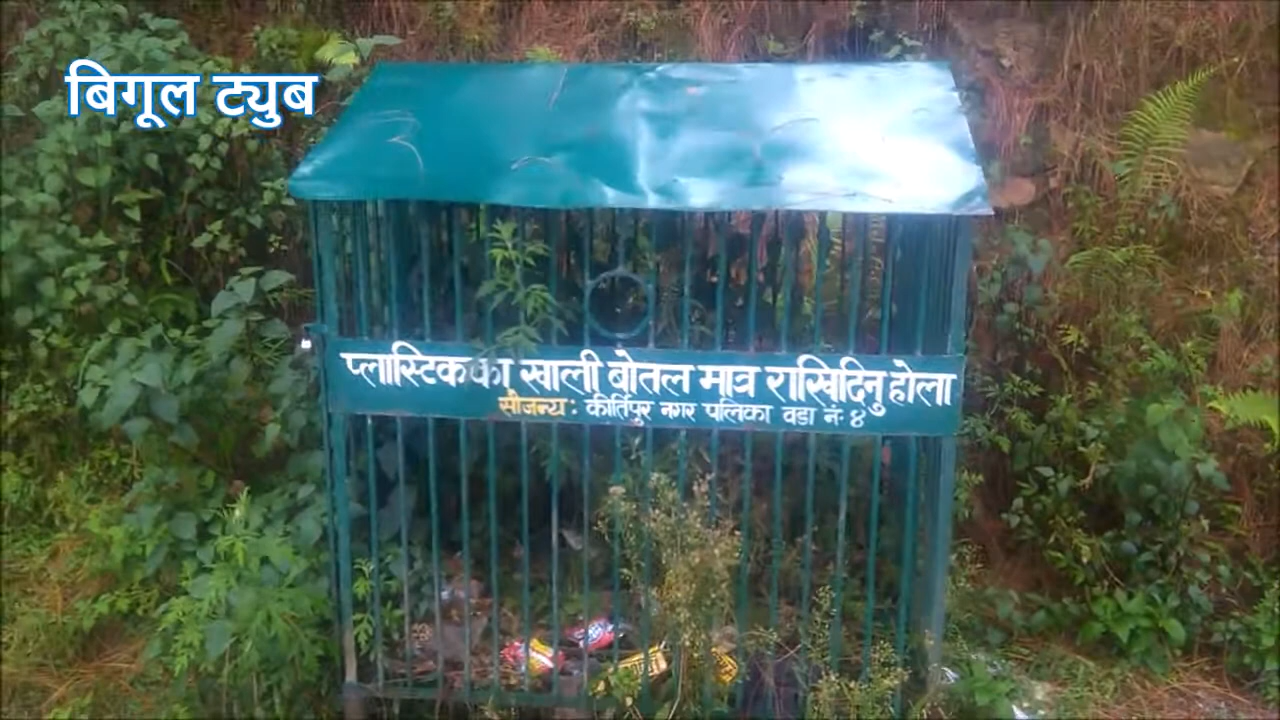 बिगूल ट्युब
प्लास्टिकका खाली बोतल मात्र राखिदिनु होला
सौजन्य : कीर्तिपुर नगर पलिका वडा नं: ४